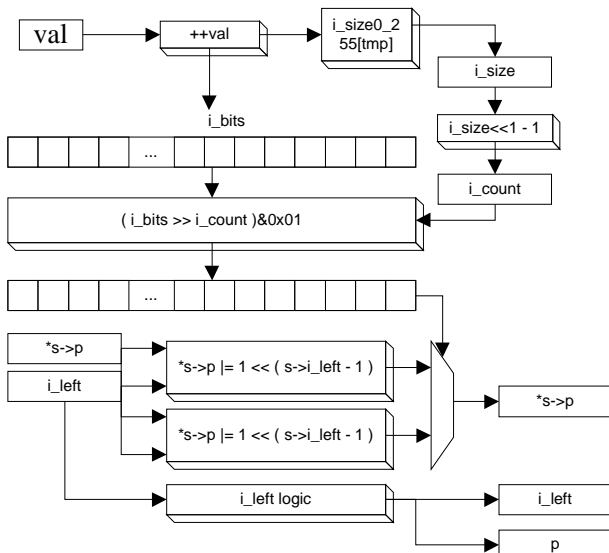 val
++val
i_size0_2
55[tmp]
i_size
i_bits
i_size<<1 - 1
...
i_count
( i_bits >> i_count )&0x01
...
*s->p
*s->p |= 1 << ( s->i_left - 1 )
i_left
*s->p
*s->p |= 1 << ( s->i_left - 1 )
i_left logic
i_left
p